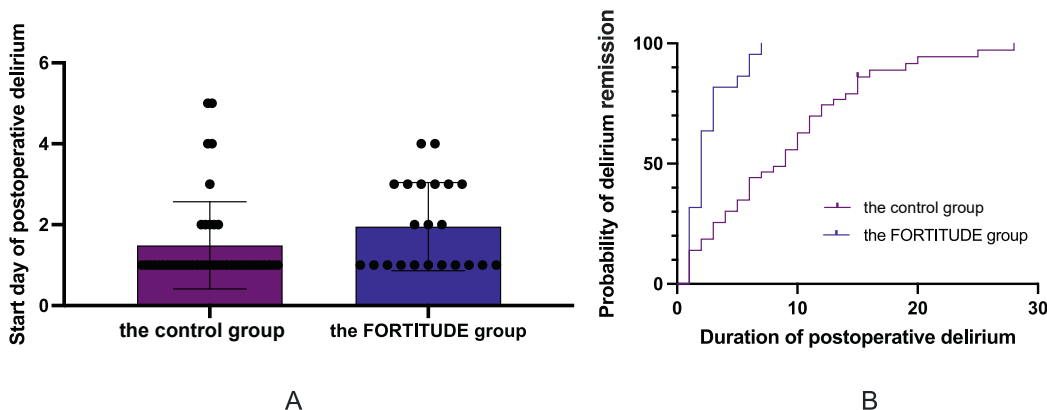 Start day of postoperative delirium
6
4
2
0
the control group
the FORTITUDE group
A
Probability of delirium remission
100
50
0
0
10
20
30
the control group
the FORTITUDE group
Duration of postoperative delirium
B